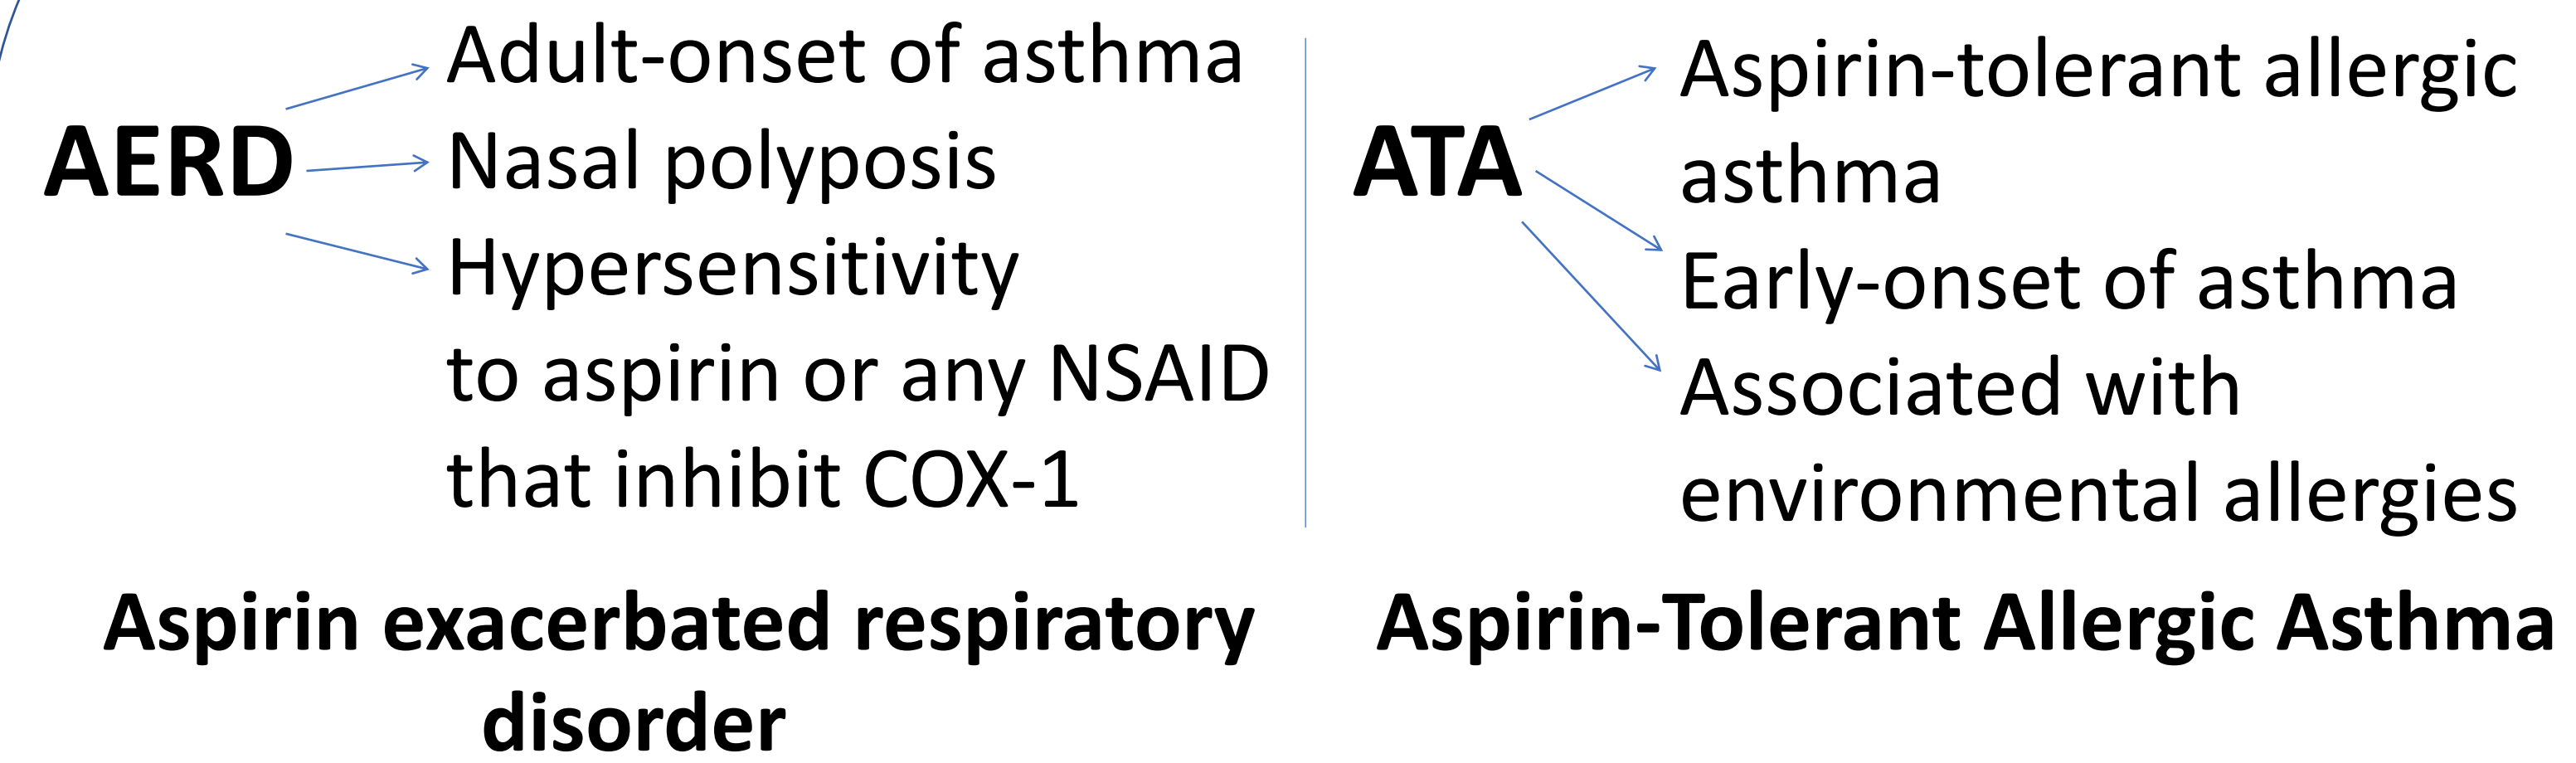 AERD
Adult-onset of asthma
Nasal polyposis
Hypersensitivity
to aspirin or any NSAID
that inhibit COX-1
Aspirin exacerbated respiratory
disorder
ATA
Aspirin-tolerant allergic
asthma
Early-onset of asthma
Associated with
environmental allergies
Aspirin-Tolerant Allergic Asthma